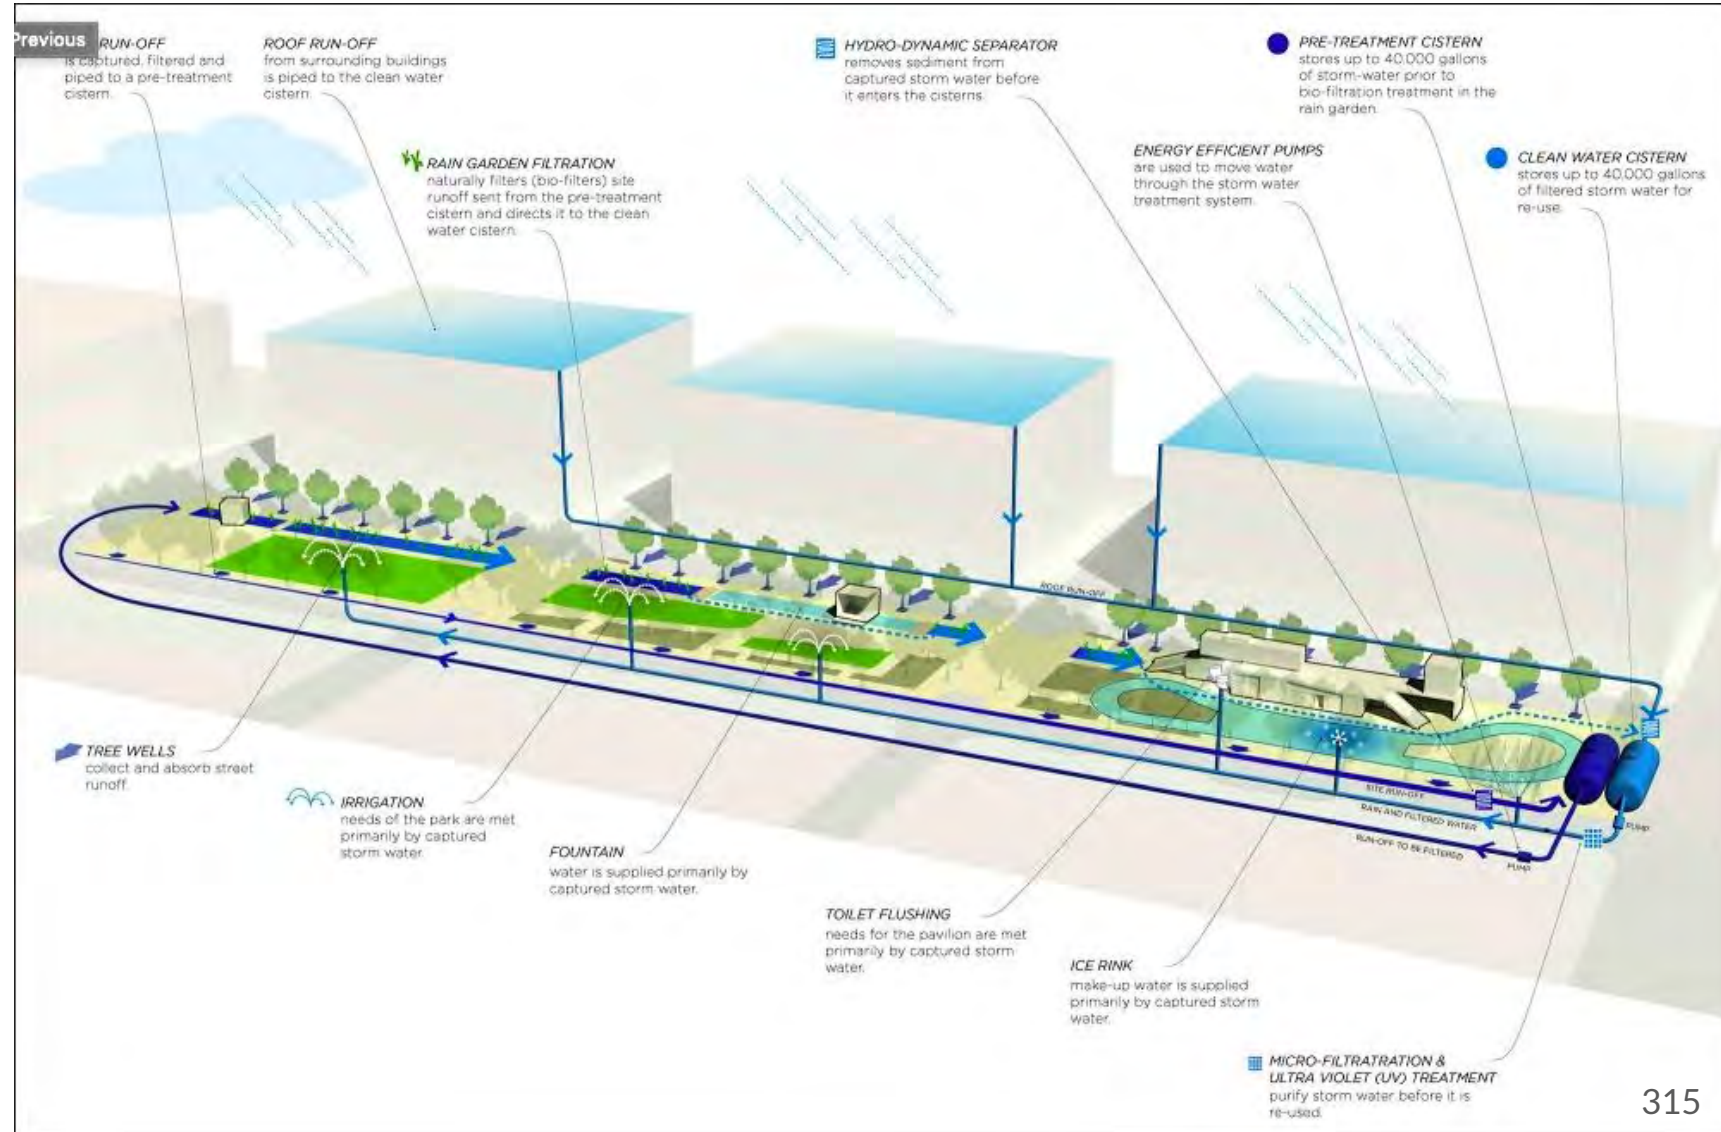 Previous
RUN-OFF
is captured, filtered and
piped to a pre-treatment
cistern.
ROOF RUN-OFF
from surrounding buildings
is piped to the clean water
cistern.
RAIN GARDEN FILTRATION
naturally filters (bio-filters) site
runoff sent from the pre-treatment
cistern and directs it to the clean
water cistern.
HYDRO-DYNAMIC SEPARATOR
removes sediment from
captured storm water before
it enters the cisterns.
PRE-TREATMENT CISTERN
stores up to 40,000 gallons
of storm-water prior to
bio-filtration treatment in the
rain garden.
ENERGY EFFICIENT PUMPS
are used to move water
through the storm water
treatment system.
CLEAN WATER CISTERN
stores up to 40,000 gallons
of filtered storm water for
re-use.
ROOF RUN-OFF
SITE RUN-OFF
RAIN AND FILTERED WATER
RUN-OFF TO BE FILTERED
PUMP
PUMP
TREE WELLS
collect and absorb street
runoff.
IRRIGATION
needs of the park are met
primarily by captured
storm water.
FOUNTAIN
water is supplied primarily by
captured storm water.
TOILET FLUSHING
needs for the pavilion are met
primarily by captured storm
water.
ICE RINK
make-up water is supplied
primarily by captured storm
water.
MICRO-FILTRATRATION &
ULTRA VIOLET (UV) TREATMENT
purify storm water before it is
re-used.
315